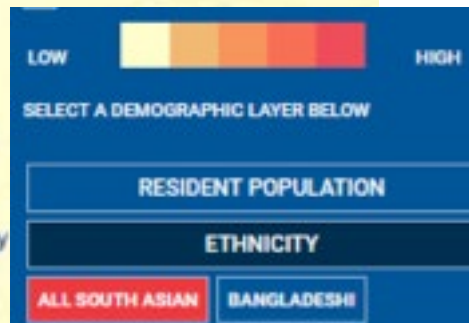 LOW HIGH
SELECT A DEMOGRAPHIC LAYER BELOW
RESIDENT POPULATION
y
ETHNICITY
ALL SOUTH ASIAN BANGLADESHI